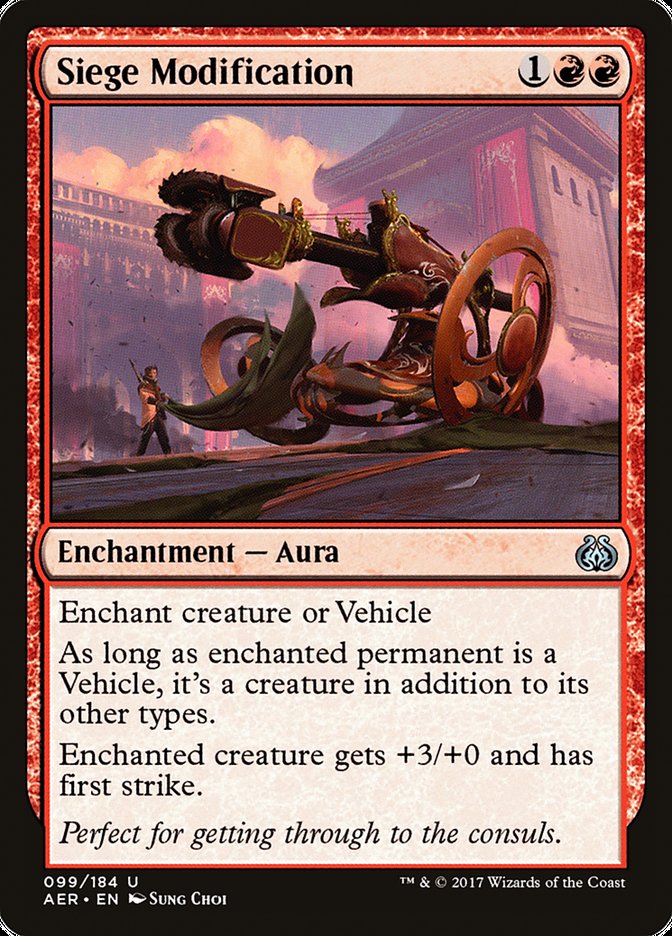 Siege Modification 1
Enchantment — Aura
Enchant creature or Vehicle
As long as enchanted permanent is a
Vehicle, it's a creature in addition to its
other types.
Enchanted creature gets +3/+0 and has
first strike.
Perfect for getting through to the consuls.
099/184 U
™ & © 2017 Wizards of the Coast
AER • EN Sung Choi